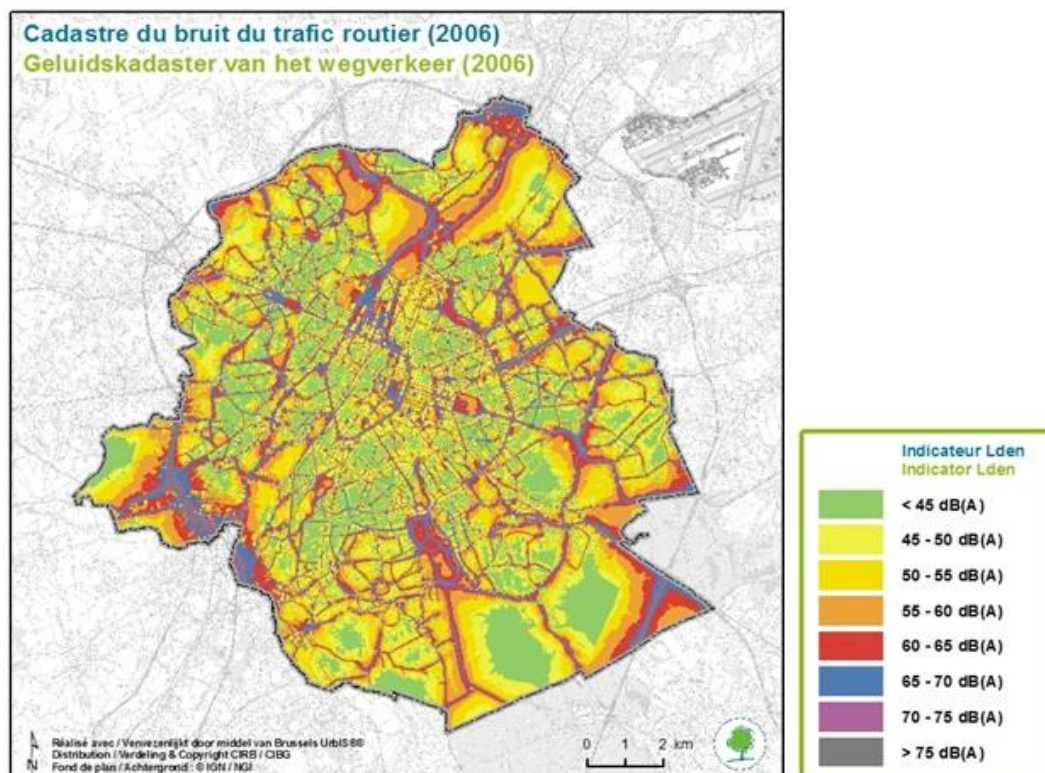 Cadastre du bruit du trafic routier (2006)
Geluidskadaster van het wegverkeer (2006)
Indicateur Lden
Indicator Lden
< 45 dB(A)
45 - 50 dB(A)
50 - 55 dB(A)
55 - 60 dB(A)
60 - 65 dB(A)
65 - 70 dB(A)
70 - 75 dB(A)
> 75 dB(A)
N
Réalisé avec / Verwezenlijkt door middel van Brussels UrbIS ®©
Distribution / Verdeling & Copyright CIRB / CIBG
Fond de plan / Achtergrond : © IGN / NGI
0 1 2 km